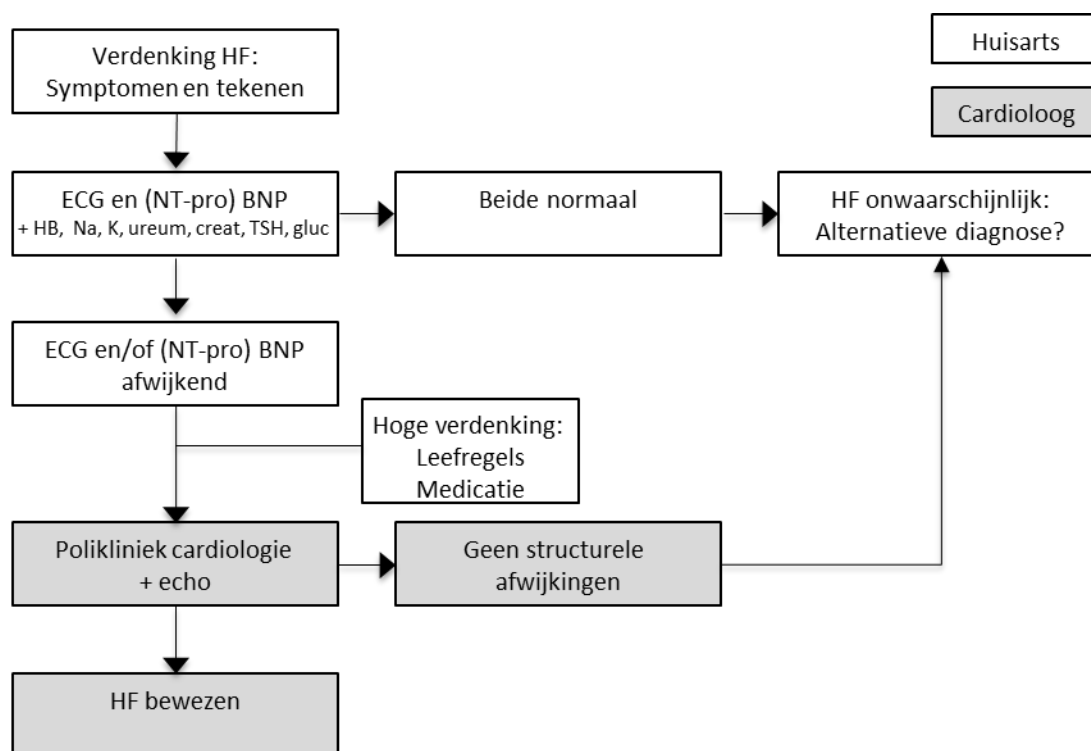 Verdenking HF:
Symptomen en tekenen
Huisarts
Cardioloog
ECG en (NT-pro) BNP
+ HB, Na, K, ureum, creat, TSH, gluc
Beide normaal
HF onwaarschijnlijk:
Alternatieve diagnose?
ECG en/of (NT-pro) BNP
afwijkend
Hoge verdenking:
Leefregels
Medicatie
Polikliniek cardiologie
+ echo
Geen structurele
afwijkingen
HF bewezen